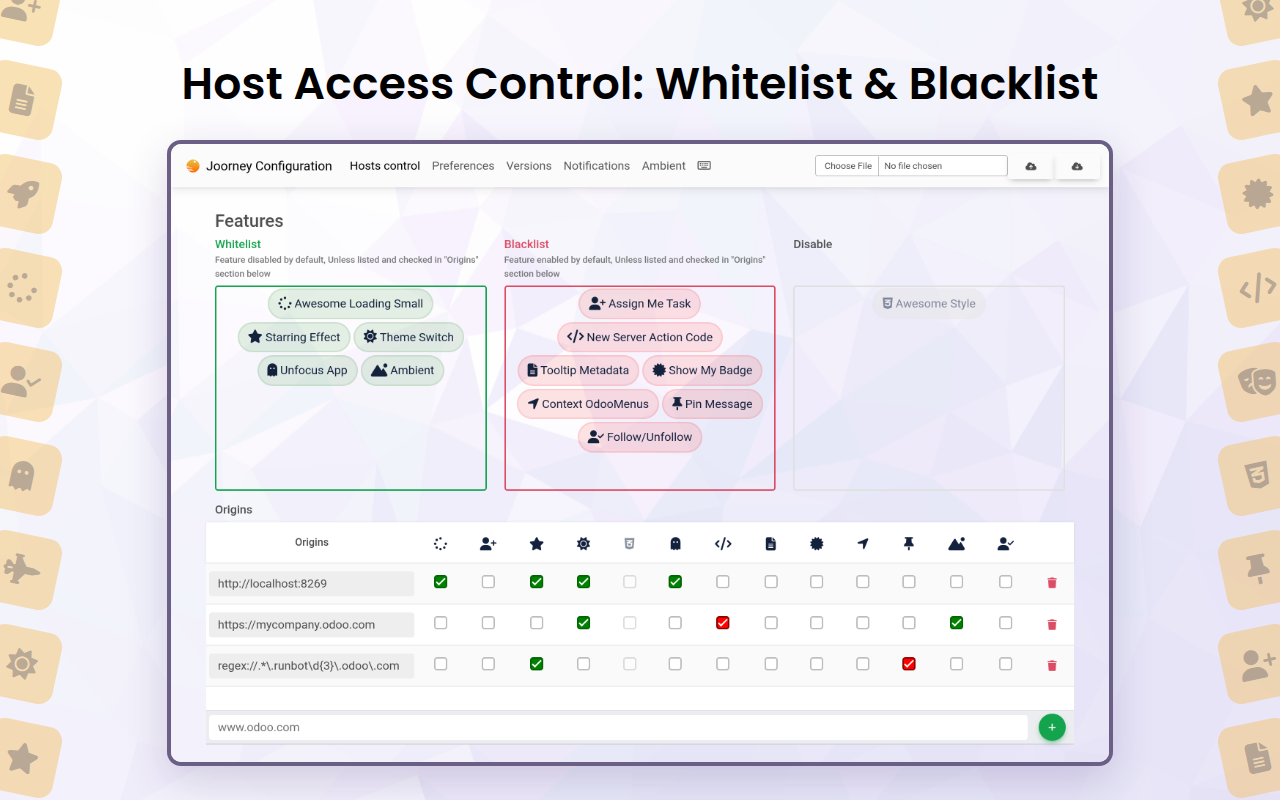 Host Access Control: Whitelist & Blacklist
Joorney Configuration Hosts control Preferences Versions Notifications Ambient Choose File No file chosen
Features
Whitelist
Feature disabled by default, Unless listed and checked in "Origins"
section below
Awesome Loading Small
Starring Effect Theme Switch
Unfocus App Ambient
Blacklist
Feature enabled by default, Unless listed and checked in "Origins"
section below
Assign Me Task
New Server Action Code
Tooltip Metadata Show My Badge
Context OdooMenus Pin Message
Follow/Unfollow
Disable
Awesome Style
Origins
Origins
http://localhost:8269
https://mycompany.odoo.com
regex://.*\.runbot\d{3}\.odoo\.com
www.odoo.com